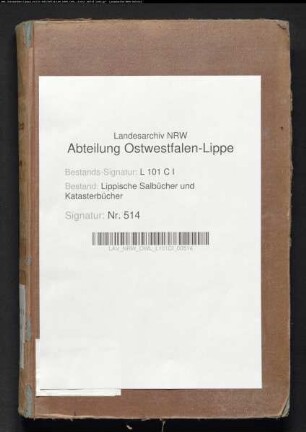 Landesarchiv NRW
Abteilung Ostwestfalen-Lippe
Bestands-Signatur: L 101 C I
Bestand: Lippische Salbücher und
Katasterbücher
Signatur: Nr. 514